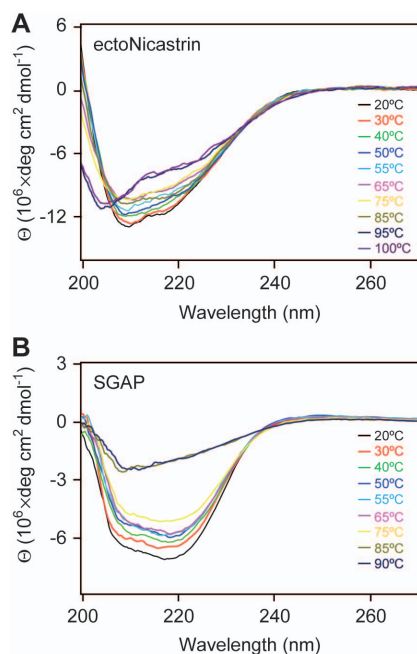 A
ectoNicastrin
6
0
-6
-12
Θ (10⁶×deg cm² dmol⁻¹)
20ºC
30ºC
40ºC
50ºC
55ºC
65ºC
75ºC
85ºC
95ºC
100ºC
200 220 240 260
Wavelength (nm)
B
SGAP
3
0
-3
-6
Θ (10⁶×deg cm² dmol⁻¹)
20ºC
30ºC
40ºC
50ºC
55ºC
65ºC
75ºC
85ºC
90ºC
200 220 240 260
Wavelength (nm)